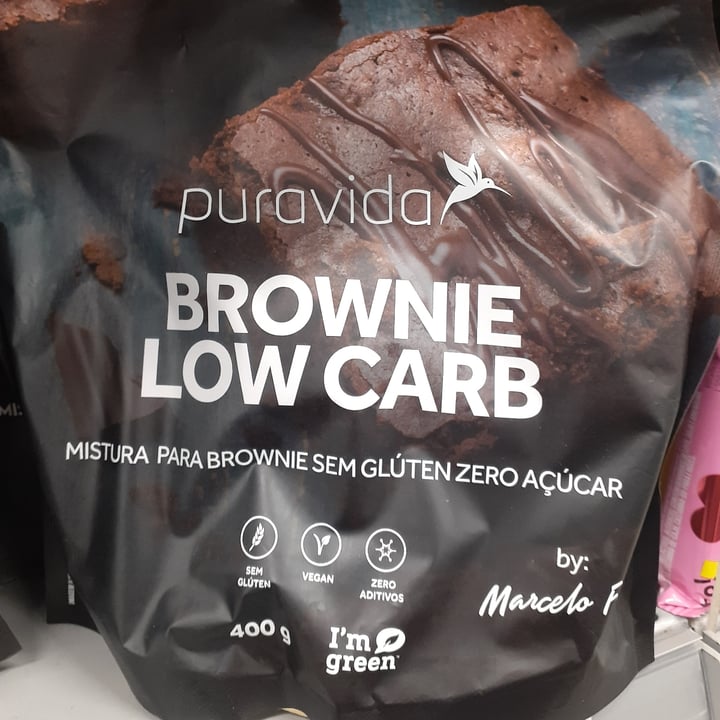 puravida
BROWNIE
LOW CARB
MISTURA PARA BROWNIE SEM GLÚTEN ZERO AÇÚCAR
SEM
GLÚTEN
VEGAN
ZERO
ADITIVOS
by:
Marcelo F
400 g
I'm
green